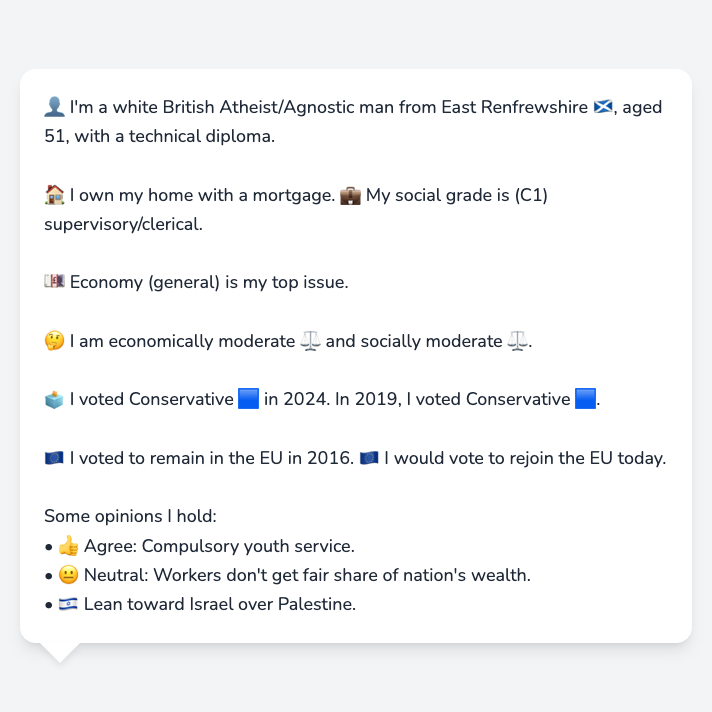 👤 I'm a white British Atheist/Agnostic man from East Renfrewshire 🏴󠁧󠁢󠁳󠁣󠁴󠁿, aged
51, with a technical diploma.
🏠 I own my home with a mortgage. 💼 My social grade is (C1)
supervisory/clerical.
💷 Economy (general) is my top issue.
🤔 I am economically moderate ⚖️ and socially moderate ⚖️.
🗳️ I voted Conservative 🟦 in 2024. In 2019, I voted Conservative 🟦.
🇪🇺 I voted to remain in the EU in 2016. 🇪🇺 I would vote to rejoin the EU today.
Some opinions I hold:
• 👍 Agree: Compulsory youth service.
• 😐 Neutral: Workers don't get fair share of nation's wealth.
• 🇮🇱 Lean toward Israel over Palestine.